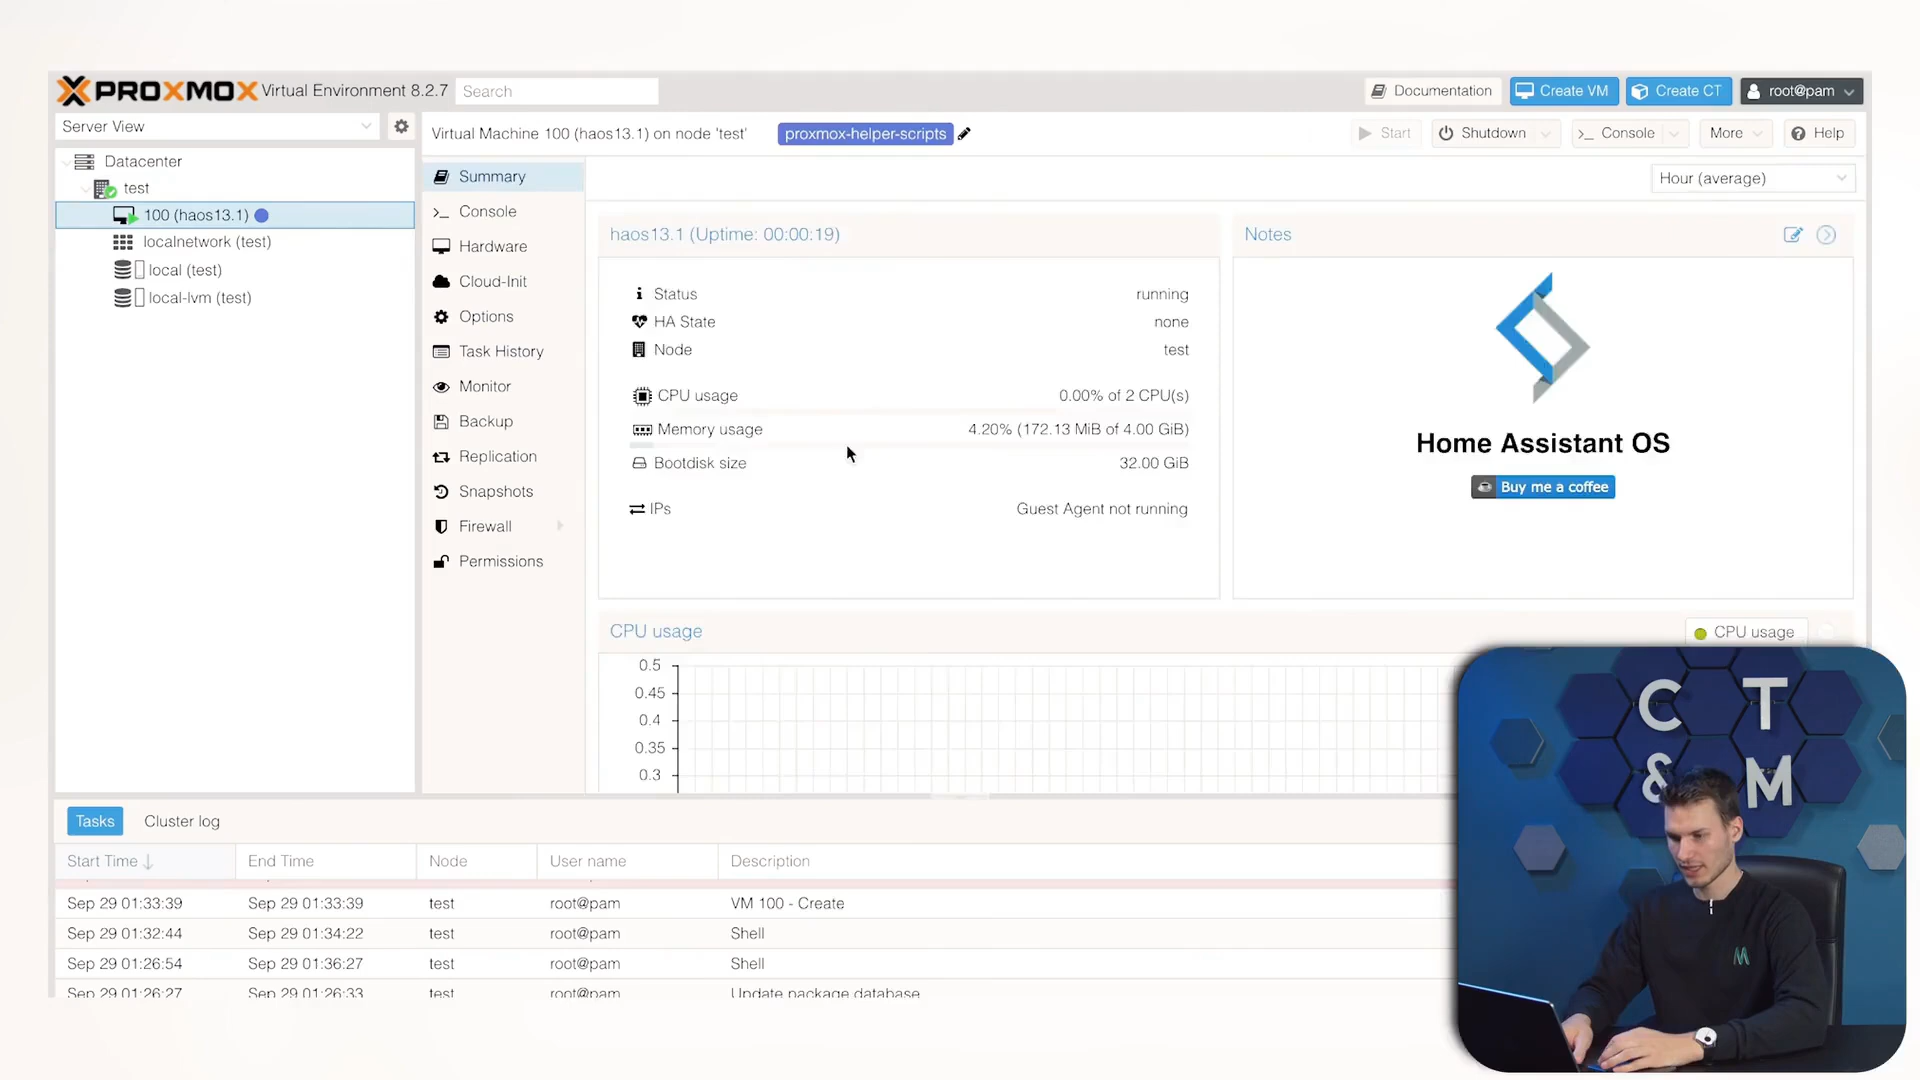 PROXMOX Virtual Environment 8.2.7 Search Documentation Create VM Create CT root@pam
Server View
Virtual Machine 100 (haos13.1) on node 'test' proxmox-helper-scripts Start Shutdown >_ Console More Help
Datacenter
test
100 (haos13.1)
localnetwork (test)
local (test)
local-lvm (test)
Summary
>_ Console
Hardware
Cloud-Init
Options
Task History
Monitor
Backup
Replication
Snapshots
Firewall
Permissions
Hour (average)
haos13.1 (Uptime: 00:00:19)
Status running
HA State none
Node test
CPU usage 0.00% of 2 CPU(s)
Memory usage 4.20% (172.13 MiB of 4.00 GiB)
Bootdisk size 32.00 GiB
IPs Guest Agent not running
Notes
Home Assistant OS
Buy me a coffee
CPU usage
CPU usage
0.5
0.45
0.4
0.35
0.3
Tasks Cluster log
Start Time End Time Node User name Description
Sep 29 01:33:39 Sep 29 01:33:39 test root@pam VM 100 - Create
Sep 29 01:32:44 Sep 29 01:34:22 test root@pam Shell
Sep 29 01:26:54 Sep 29 01:36:27 test root@pam Shell
Sep 29 01:26:27 Sep 29 01:26:33 test root@pam Update package database
C T
& M
M